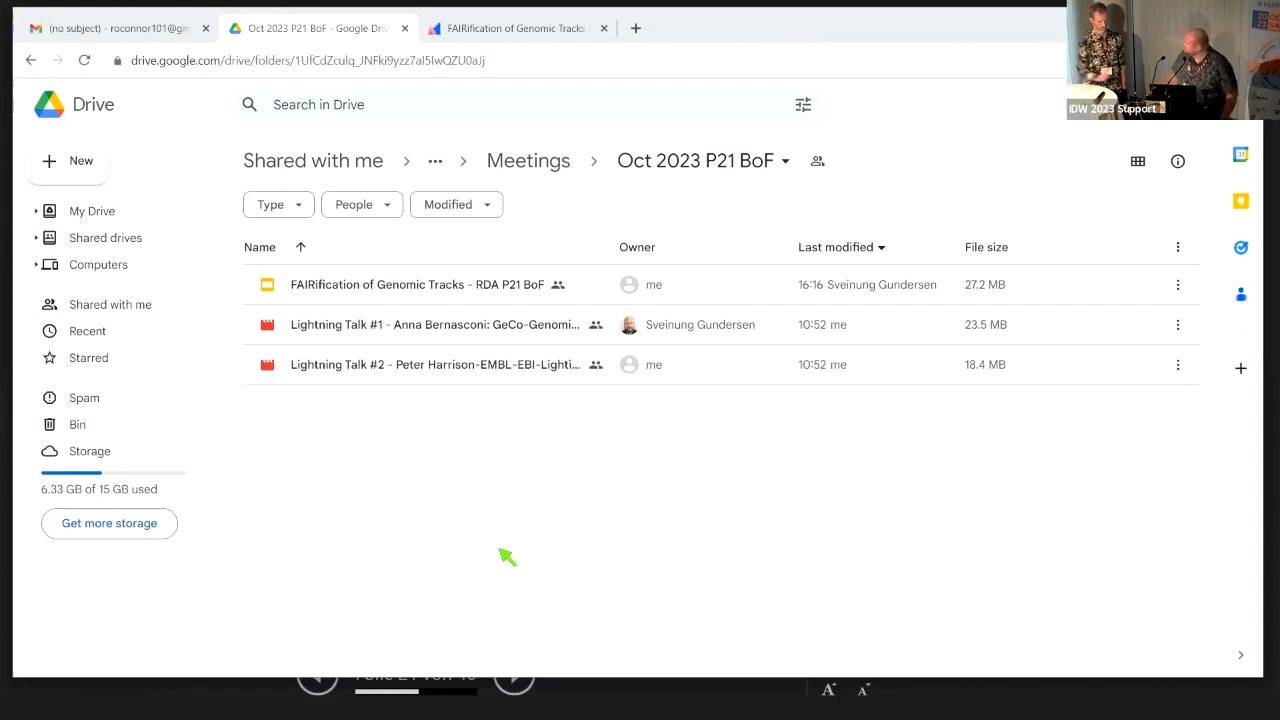 (no subject) - roconnor101@gm
Oct 2023 P21 BoF - Google Driv
FAIRification of Genomic Tracks
drive.google.com/drive/folders/1UfCdZculq_JNFki9yzz7al5IwQZU0aJj
IDW 2023 Support
Drive
Search in Drive
New
Shared with me
Meetings
Oct 2023 P21 BoF
Type
People
Modified
My Drive
Shared drives
Computers
Shared with me
Recent
Starred
Spam
Bin
Storage
6.33 GB of 15 GB used
Get more storage
Name Owner Last modified File size
FAIRification of Genomic Tracks - RDA P21 BoF me 16:16 Sveinung Gundersen 27.2 MB
Lightning Talk #1 - Anna Bernasconi: GeCo-Genomi... Sveinung Gundersen 10:52 me 23.5 MB
Lightning Talk #2 - Peter Harrison-EMBL-EBI-Lighti... me 10:52 me 18.4 MB
31
A A